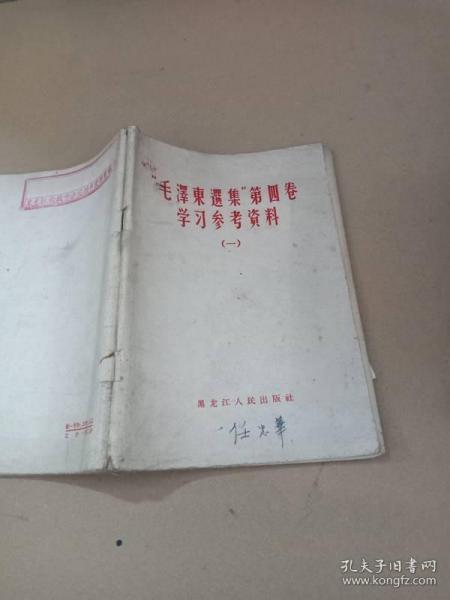 "毛澤東選集"第四卷
学习参考資料
(一)
黑龙江人民出版社
孔夫子旧书网
www.kongfz.com